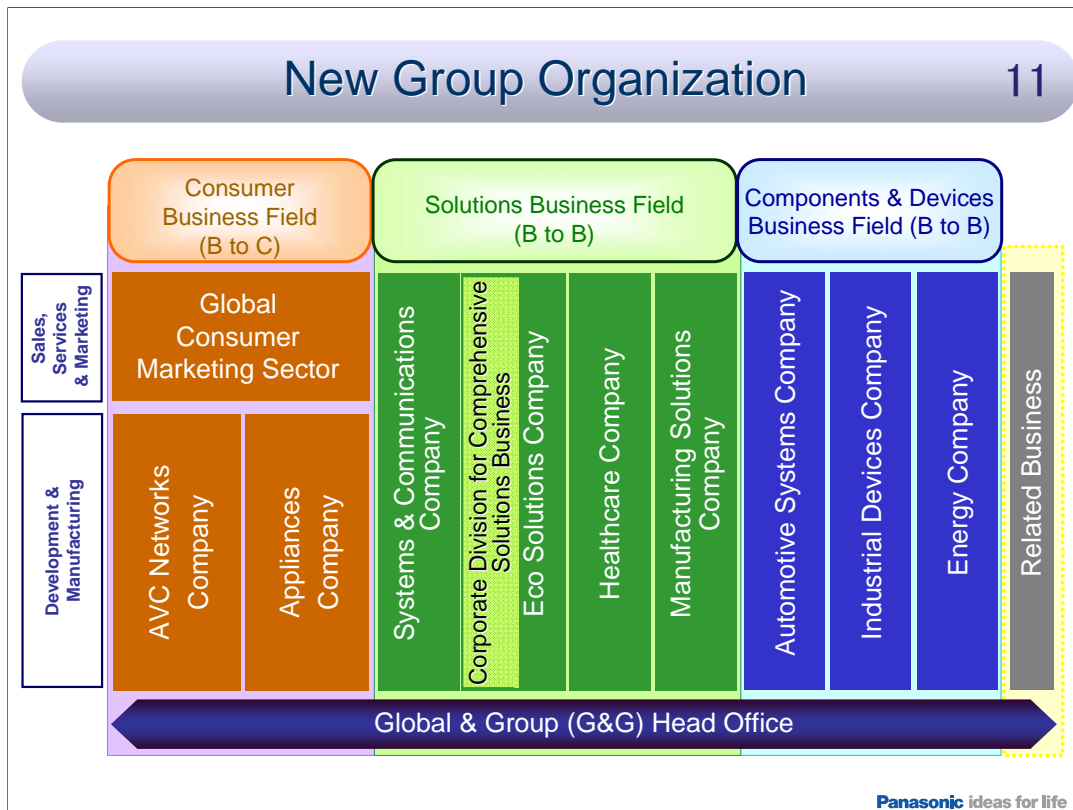 New Group Organization
11
Consumer
Business Field
(B to C)
Solutions Business Field
(B to B)
Components & Devices
Business Field (B to B)
Sales,
Services
& Marketing
Global
Consumer
Marketing Sector
Development &
Manufacturing
AVC Networks
Company
Appliances
Company
Systems & Communications
Company
Corporate Division for Comprehensive
Solutions Business
Eco Solutions Company
Healthcare Company
Manufacturing Solutions
Company
Automotive Systems Company
Industrial Devices Company
Energy Company
Related Business
Global & Group (G&G) Head Office
Panasonic ideas for life